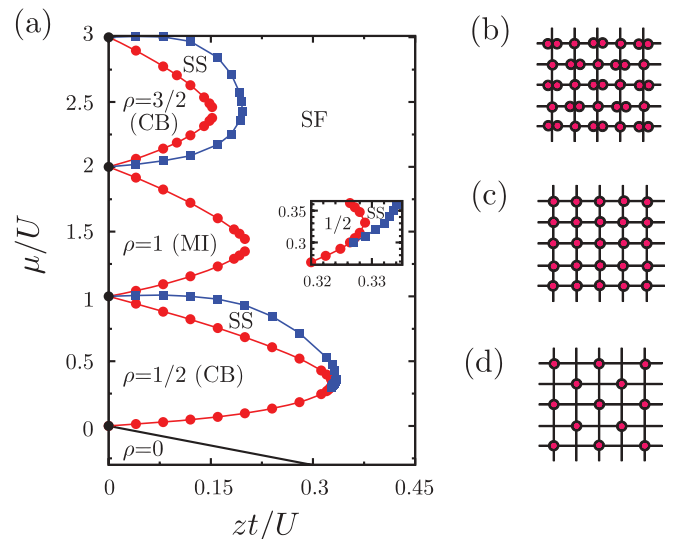 (a)
3
2.5
2
1.5
1
0.5
0
μ/U
SS
ρ=3/2
(CB)
SF
ρ=1 (MI)
SS
ρ=1/2 (CB)
ρ=0
0.35
0.3
1/2
SS
0.32
0.33
0
0.15
0.3
0.45
zt/U
(b)
(c)
(d)